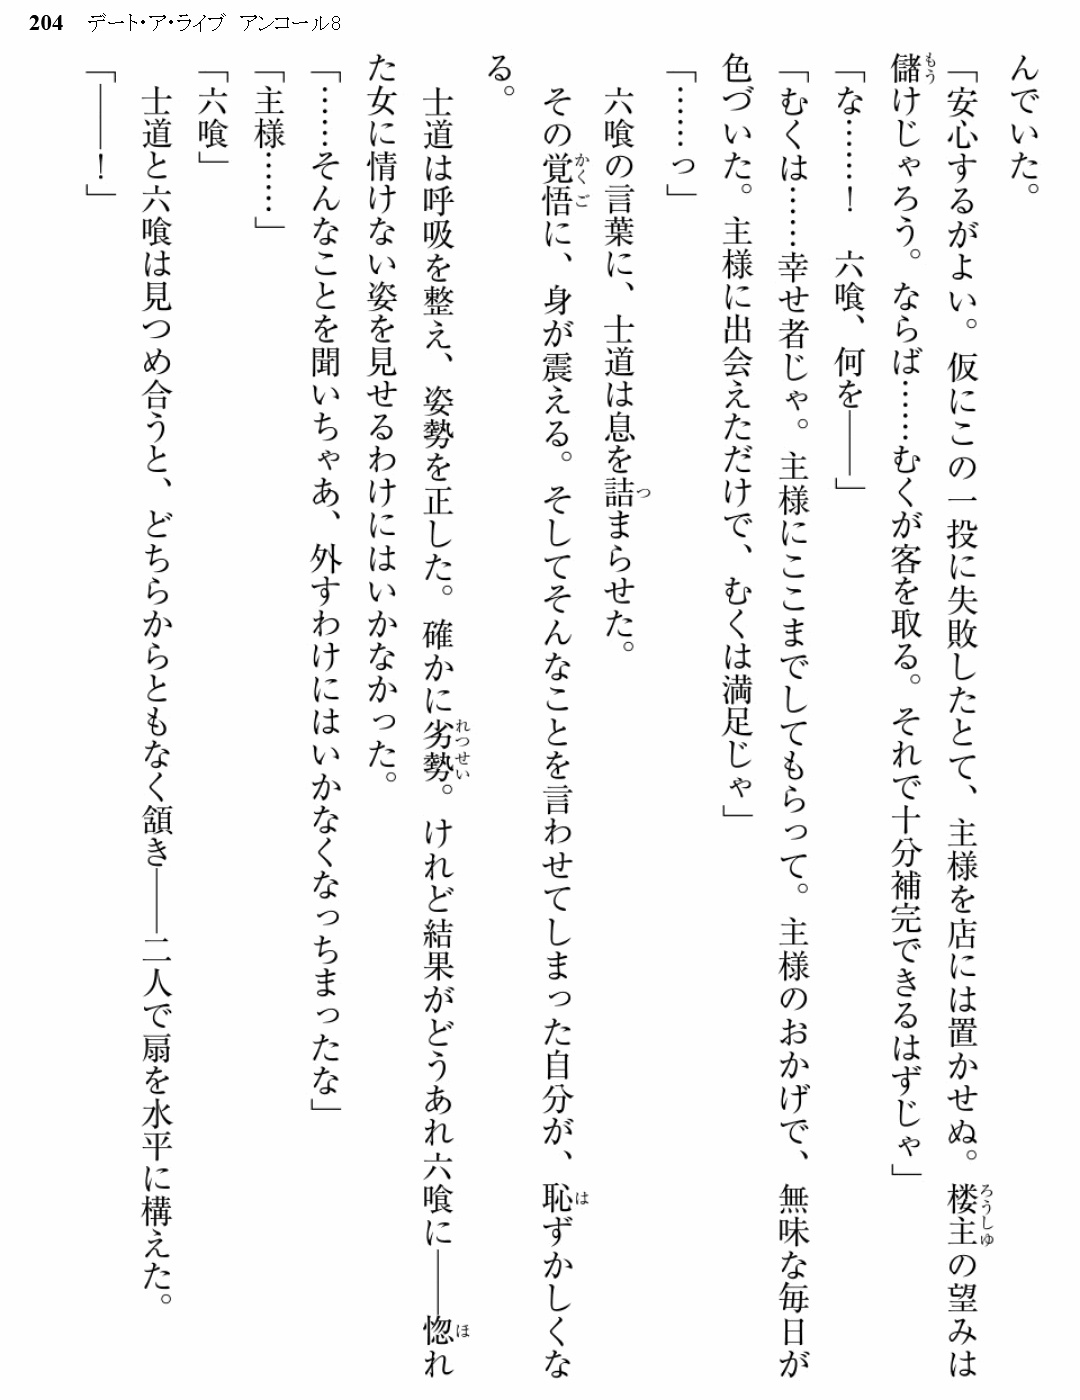 204 デート・ア・ライブ アンコール8
んでいた。
「安心するがよい。仮にこの一投に失敗したとて、主様を店には置かせぬ。楼主の望みは
儲けじゃろう。ならば……むくが客を取る。それで十分補完できるはずじゃ」
「な……！　六喰、何を――」
「むくは……幸せ者じゃ。主様にここまでしてもらって。主様のおかげで、無味な毎日が
色づいた。主様に出会えただけで、むくは満足じゃ」
「……っ」
六喰の言葉に、士道は息を詰まらせた。
その覚悟に、身が震える。そしてそんなことを言わせてしまった自分が、恥ずかしくな
る。
士道は呼吸を整え、姿勢を正した。確かに劣勢。けれど結果がどうあれ六喰に――惚れ
た女に情けない姿を見せるわけにはいかなかった。
「……そんなことを聞いちゃあ、外すわけにはいかなくなっちまったな」
「主様……」
「六喰」
士道と六喰は見つめ合うと、どちらからともなく頷き――二人で扇を水平に構えた。
「――！」